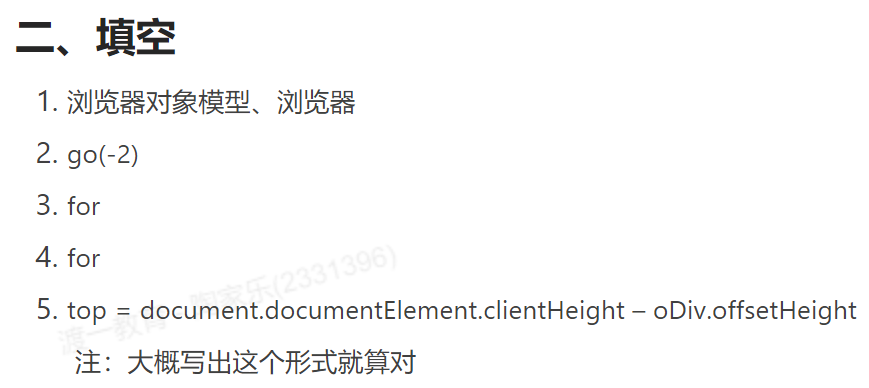 二、填空
1. 浏览器对象模型、浏览器
2. go(-2)
3. for
4. for
5. top = document.documentElement.clientHeight – oDiv.offsetHeight
注：大概写出这个形式就算对
渡一教育 陶家乐(2331396)